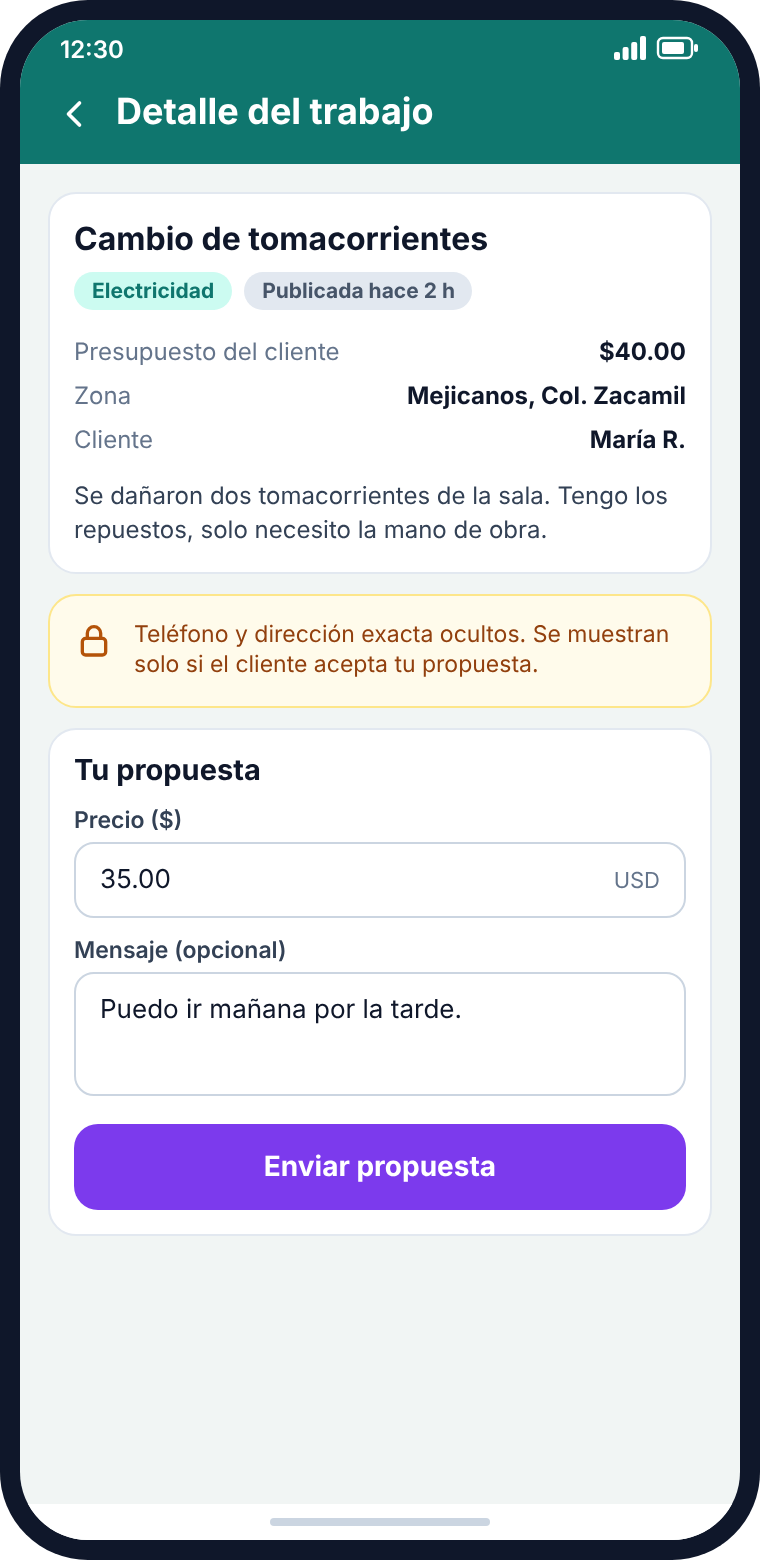 12:30
Detalle del trabajo
Cambio de tomacorrientes
Electricidad
Publicada hace 2 h
Presupuesto del cliente $40.00
Zona Mejicanos, Col. Zacamil
Cliente María R.
Se dañaron dos tomacorrientes de la sala. Tengo los
repuestos, solo necesito la mano de obra.
Teléfono y dirección exacta ocultos. Se muestran
solo si el cliente acepta tu propuesta.
Tu propuesta
Precio ($)
35.00 USD
Mensaje (opcional)
Puedo ir mañana por la tarde.
Enviar propuesta